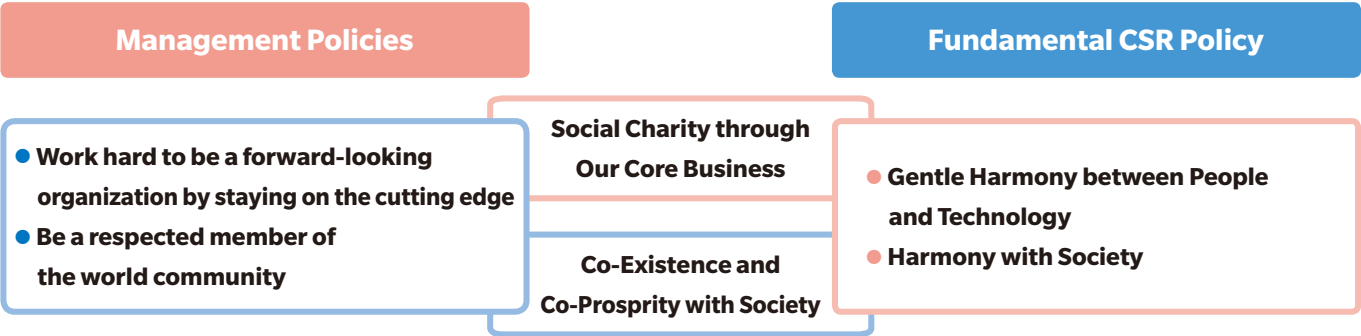 Management Policies
Fundamental CSR Policy
Work hard to be a forward-looking
organization by staying on the cutting edge
Be a respected member of
the world community
Social Charity through
Our Core Business
Co-Existence and
Co-Prosprity with Society
Gentle Harmony between People
and Technology
Harmony with Society